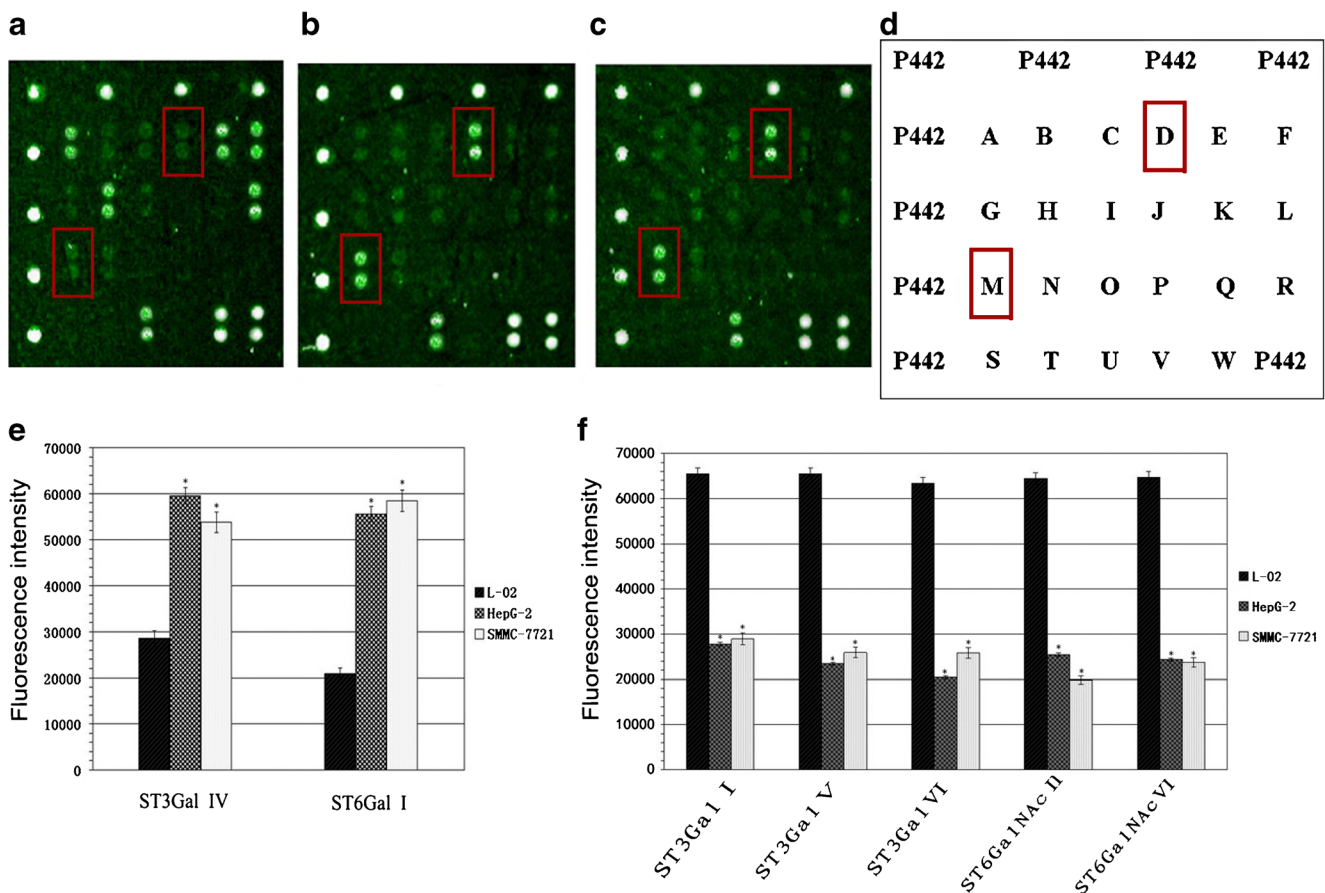 a
b
c
d
P442 P442 P442 P442
P442 A B C D E F
P442 G H I J K L
P442 M N O P Q R
P442 S T U V W P442
e
Fluorescence intensity
70000
60000
50000
40000
30000
20000
10000
0
* * * *
ST3Gal IV ST6Gal I
L-02
HepG-2
SMMC-7721
f
Fluorescence intensity
70000
60000
50000
40000
30000
20000
10000
0
* * * * * * * * * *
ST3Gal I
ST3Gal V
ST3Gal VI
ST6GalNAc II
ST6GalNAc VI
L-02
HepG-2
SMMC-7721